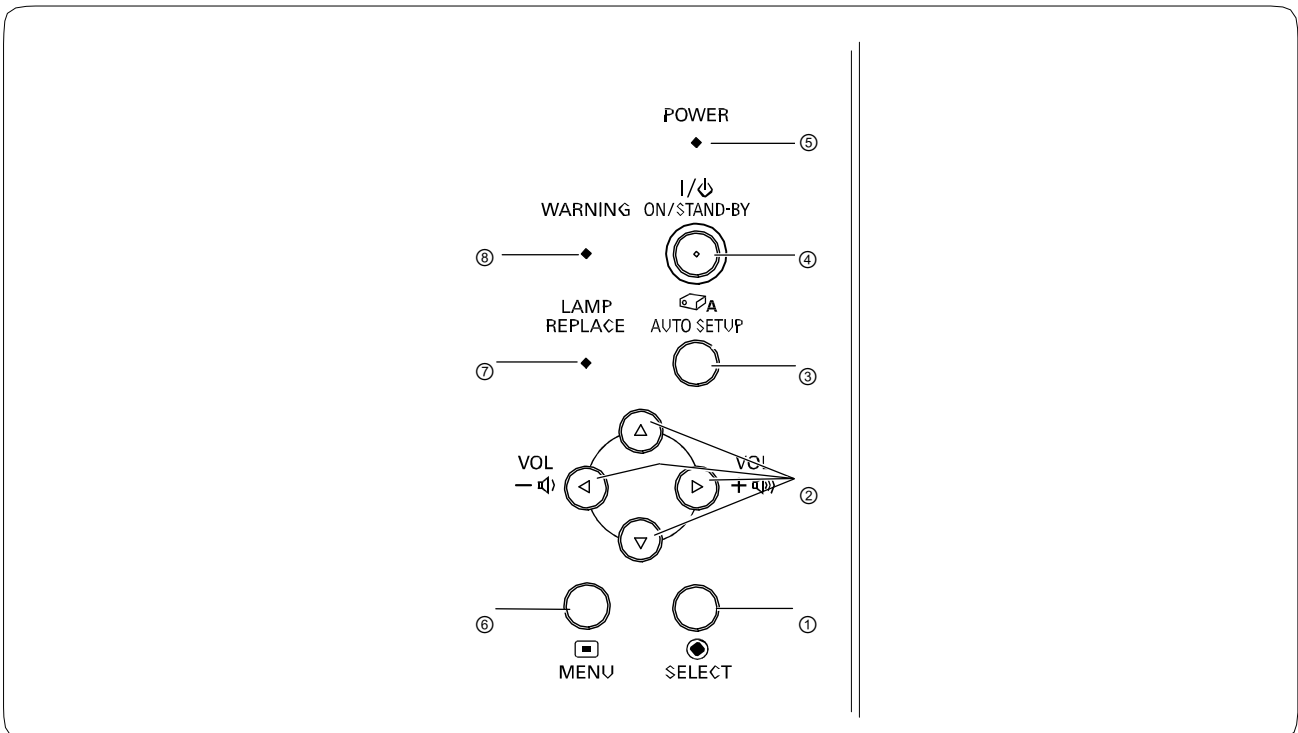 POWER
⑤
I/⏻
WARNING
ON/STAND-BY
⑧
④
LAMP
REPLACE
A
AUTO SETUP
⑦
③
VOL
VOL
−
+
②
⑥
①
MENU
SELECT